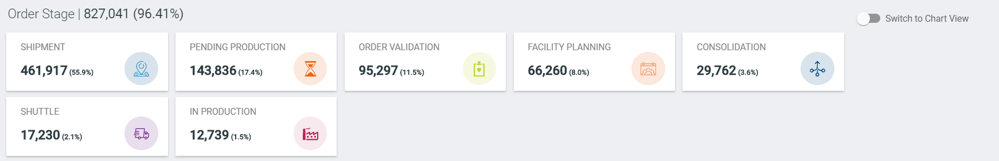 Order Stage | 827,041 (96.41%)
Switch to Chart View
SHIPMENT
461,917 (55.9%)
PENDING PRODUCTION
143,836 (17.4%)
ORDER VALIDATION
95,297 (11.5%)
FACILITY PLANNING
66,260 (8.0%)
CONSOLIDATION
29,762 (3.6%)
SHUTTLE
17,230 (2.1%)
IN PRODUCTION
12,739 (1.5%)